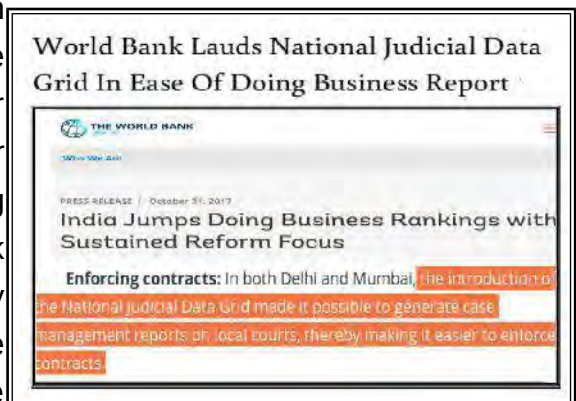 World Bank Lauds National Judicial Data
Grid In Ease Of Doing Business Report
THE WORLD BANK
Who We Are
PRESS RELEASE | October 31, 2017
India Jumps Doing Business Rankings with
Sustained Reform Focus
Enforcing contracts: In both Delhi and Mumbai, the introduction of
the National Judicial Data Grid made it possible to generate case
management reports on local courts, thereby making it easier to enforce
contracts.